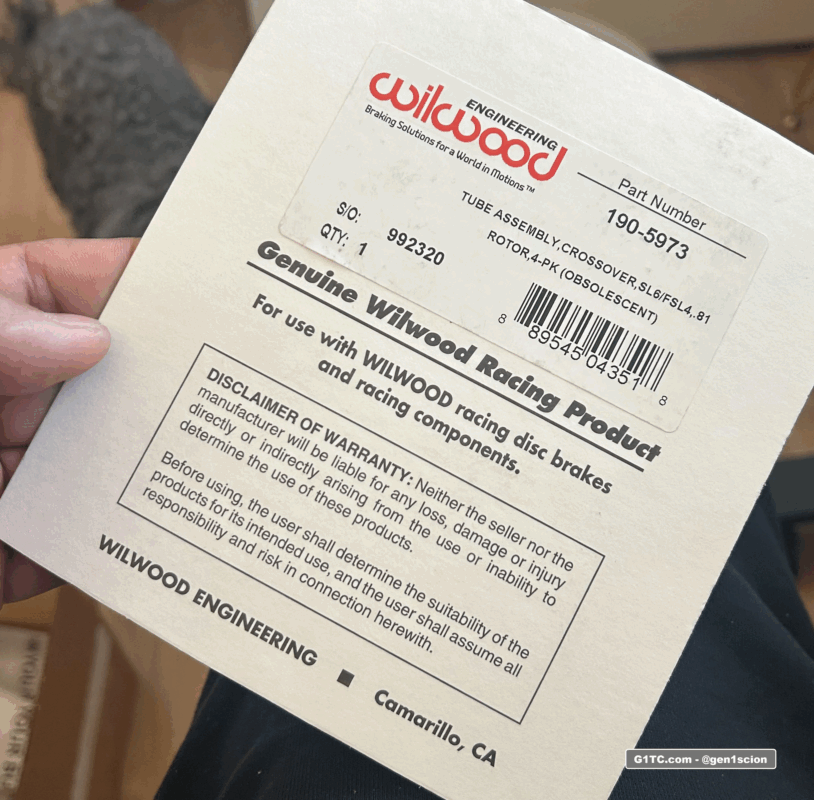 wilwood
ENGINEERING
Braking Solutions for a World in Motions™
Part Number
190-5973
TUBE ASSEMBLY,CROSSOVER,SL6/FSL4,.81
ROTOR,4-PK (OBSOLESCENT)
S/O: 992320
QTY: 1
8 89545 04351 8
Genuine Wilwood Racing Product
For use with WILWOOD racing disc brakes
and racing components.
DISCLAIMER OF WARRANTY: Neither the seller nor the
manufacturer will be liable for any loss, damage or injury
directly or indirectly arising from the use or inability to
determine the use of these products.
Before using, the user shall determine the suitability of the
products for its intended use, and the user shall assume all
responsibility and risk in connection herewith.
WILWOOD ENGINEERING ■ Camarillo, CA
G1TC.com - @gen1scion